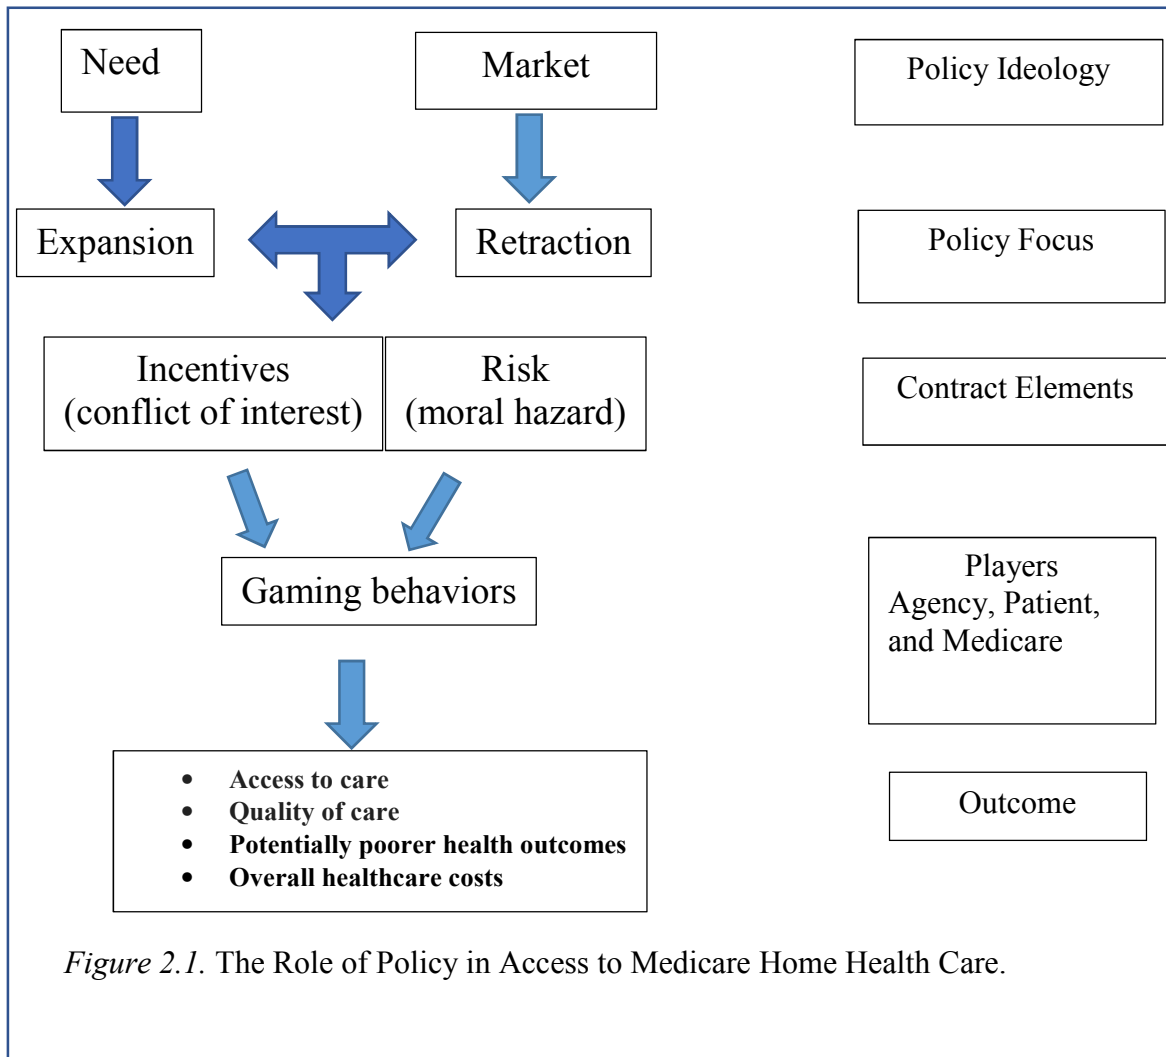 Need
Market
Policy Ideology
Expansion
Retraction
Policy Focus
Incentives
(conflict of interest)
Risk
(moral hazard)
Contract Elements
Gaming behaviors
Players
Agency, Patient,
and Medicare
• Access to care
• Quality of care
• Potentially poorer health outcomes
• Overall healthcare costs
Outcome
Figure 2.1. The Role of Policy in Access to Medicare Home Health Care.